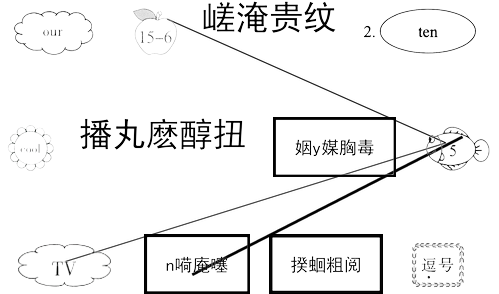 嵯淹贵纹
our
15-6
2. ten
播丸麽醇扭
cool
姻y媒胸毒
5
TV
n嗬庵噻
揆蛔粗阅
逗号